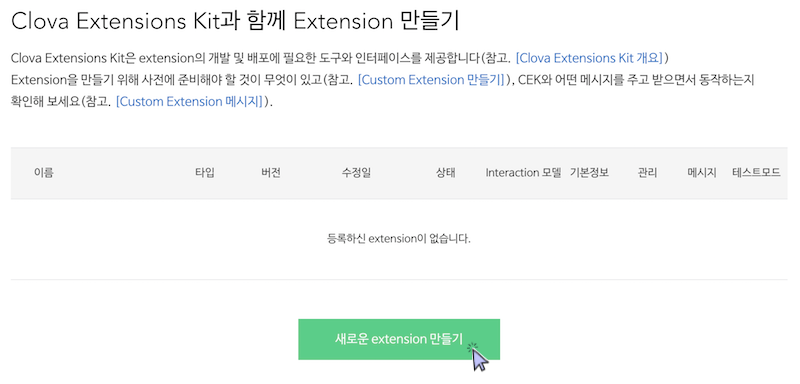 Clova Extensions Kit과 함께 Extension 만들기
Clova Extensions Kit은 extension의 개발 및 배포에 필요한 도구와 인터페이스를 제공합니다(참고. [Clova Extensions Kit 개요])
Extension을 만들기 위해 사전에 준비해야 할 것이 무엇이 있고(참고. [Custom Extension 만들기]), CEK와 어떤 메시지를 주고 받으면서 동작하는지
확인해 보세요(참고. [Custom Extension 메시지]).
이름 타입 버전 수정일 상태 Interaction 모델 기본정보 관리 메시지 테스트모드
등록하신 extension이 없습니다.
새로운 extension 만들기